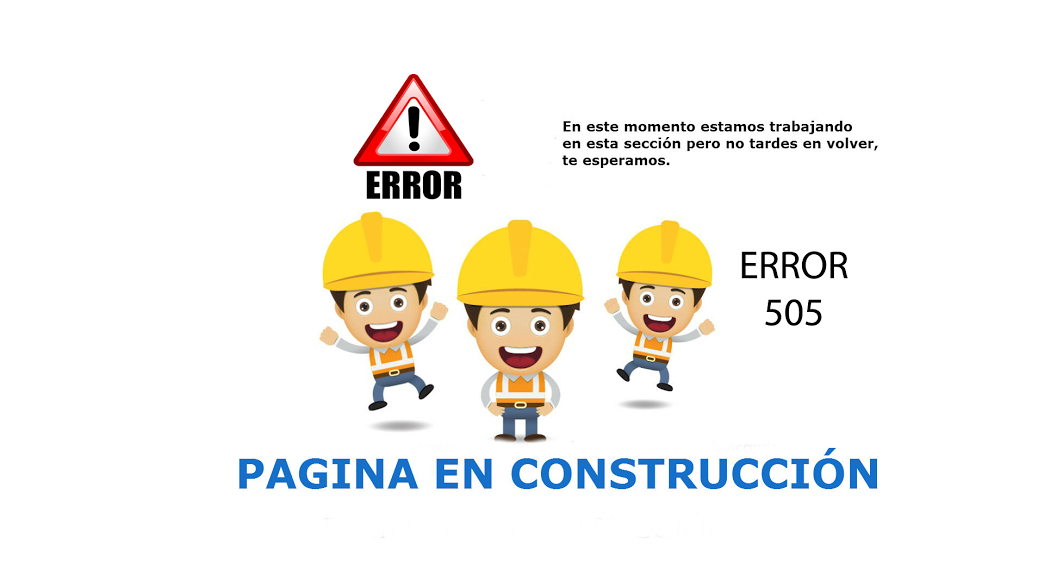 !
ERROR
En este momento estamos trabajando
en esta sección pero no tardes en volver,
te esperamos.
ERROR
505
PAGINA EN CONSTRUCCIÓN